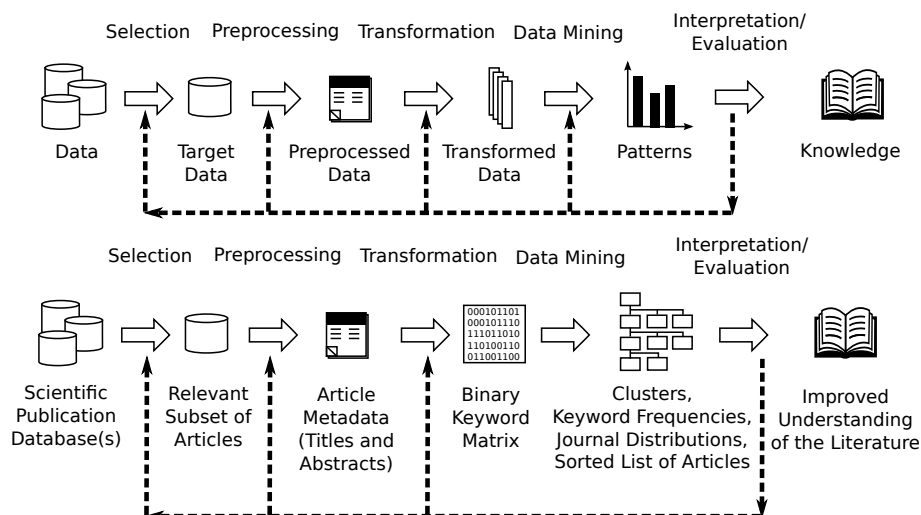 Selection Preprocessing Transformation Data Mining Interpretation/
Evaluation
Data Target Preprocessed Transformed Patterns Knowledge
Data Data Data
Selection Preprocessing Transformation Data Mining Interpretation/
Evaluation
000101101
000101110
111011010
110100110
011001100
Scientific Relevant Article Binary Clusters, Improved
Publication Subset of Metadata Keyword Keyword Frequencies, Understanding
Database(s) Articles (Titles and Matrix Journal Distributions, of the Literature
Abstracts) Sorted List of Articles